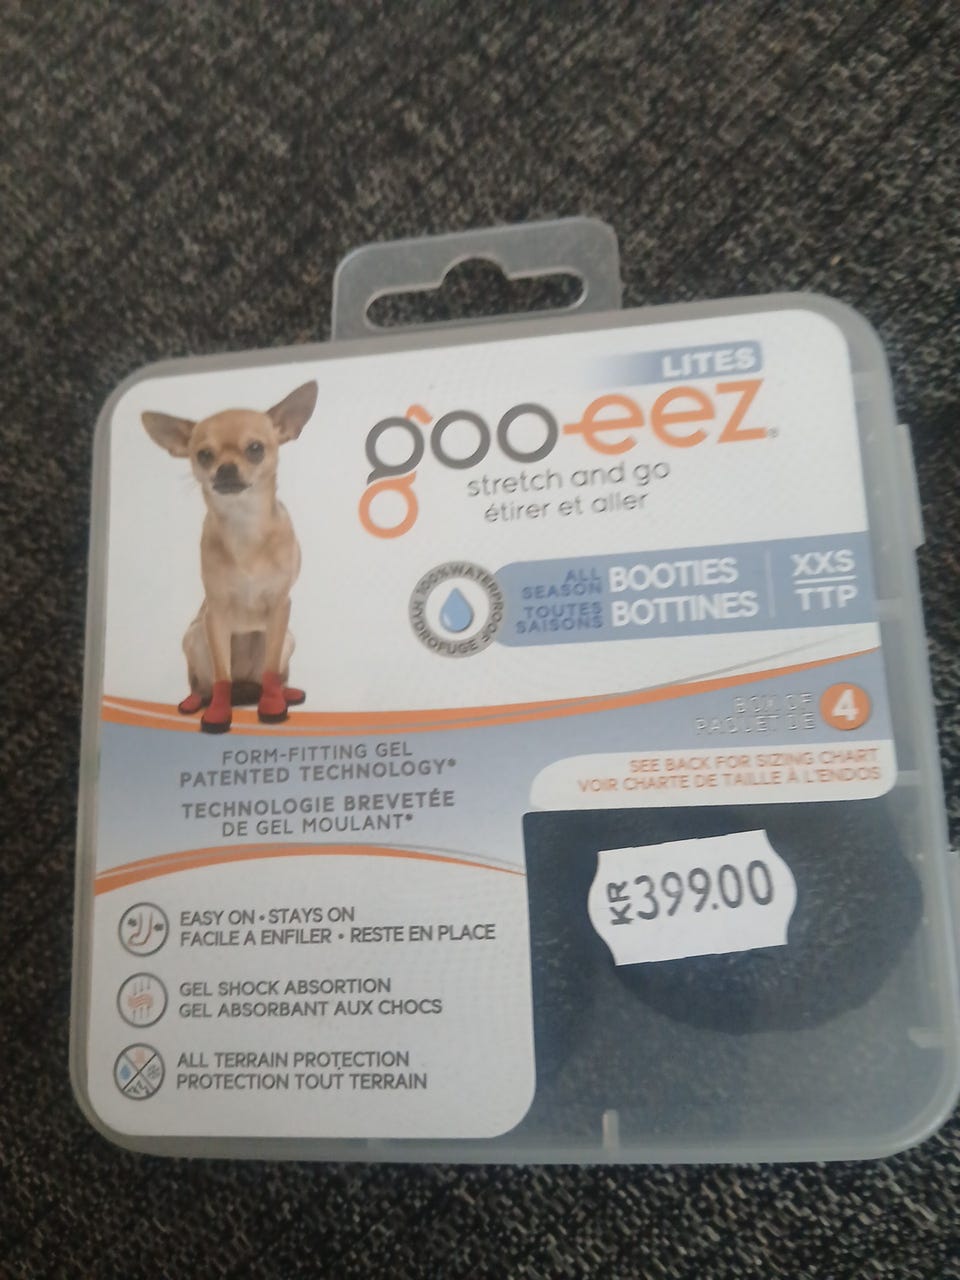 LITES
goo-eez®
stretch and go
étirer et aller
100% WATERPROOF
HYDROFUGE
ALL SEASON BOOTIES
TOUTES SAISONS BOTTINES
XXS
TTP
BOX OF
PAQUET DE 4
SEE BACK FOR SIZING CHART
VOIR CHARTE DE TAILLE À L'ENDOS
FORM-FITTING GEL
PATENTED TECHNOLOGY*
TECHNOLOGIE BREVETÉE
DE GEL MOULANT*
EASY ON • STAYS ON
FACILE A ENFILER • RESTE EN PLACE
GEL SHOCK ABSORTION
GEL ABSORBANT AUX CHOCS
ALL TERRAIN PROTECTION
PROTECTION TOUT TERRAIN
KR 399.00